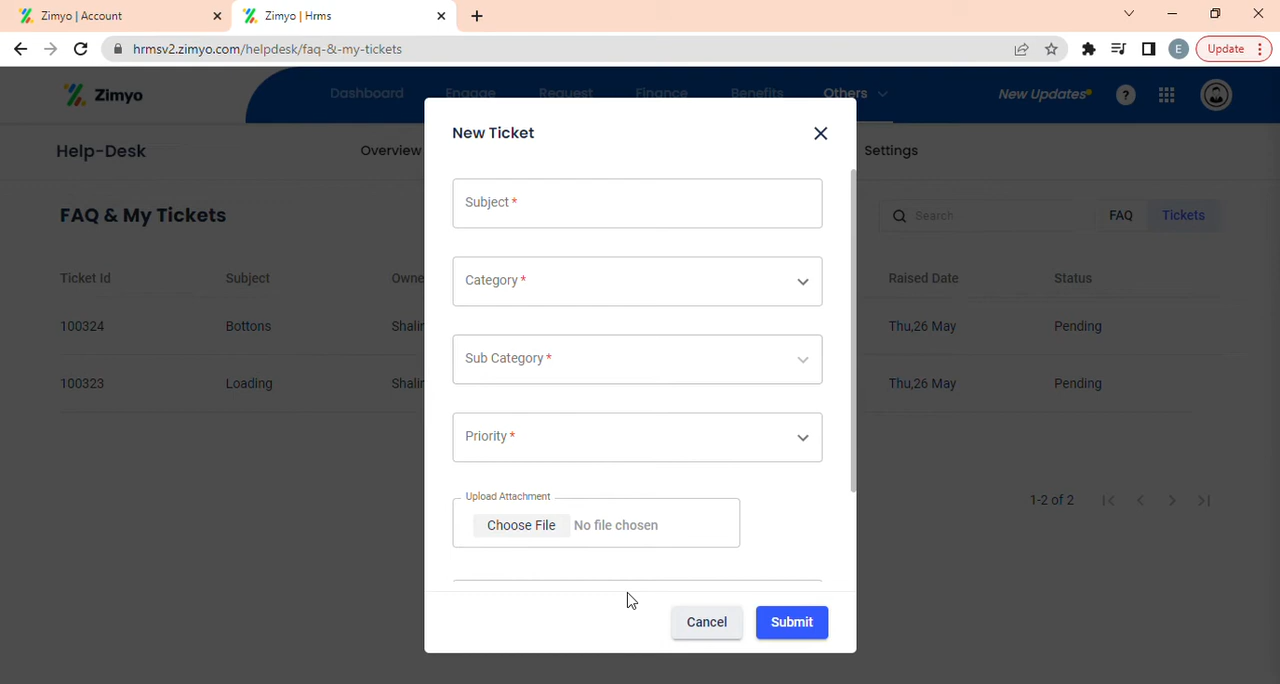 Zimyo | Account
Zimyo | Hrms
hrmsv2.zimyo.com/helpdesk/faq-&-my-tickets
E
Update
Zimyo
Dashboard Engage Request Finance Benefits Others New Updates ?
Help-Desk Overview Settings
New Ticket
FAQ & My Tickets
Search FAQ Tickets
Subject *
Category *
Sub Category *
Priority *
Upload Attachment
Choose File No file chosen
Cancel Submit
Ticket Id Subject Owne Raised Date Status
100324 Bottons Shalin Thu,26 May Pending
100323 Loading Shalin Thu,26 May Pending
1-2 of 2